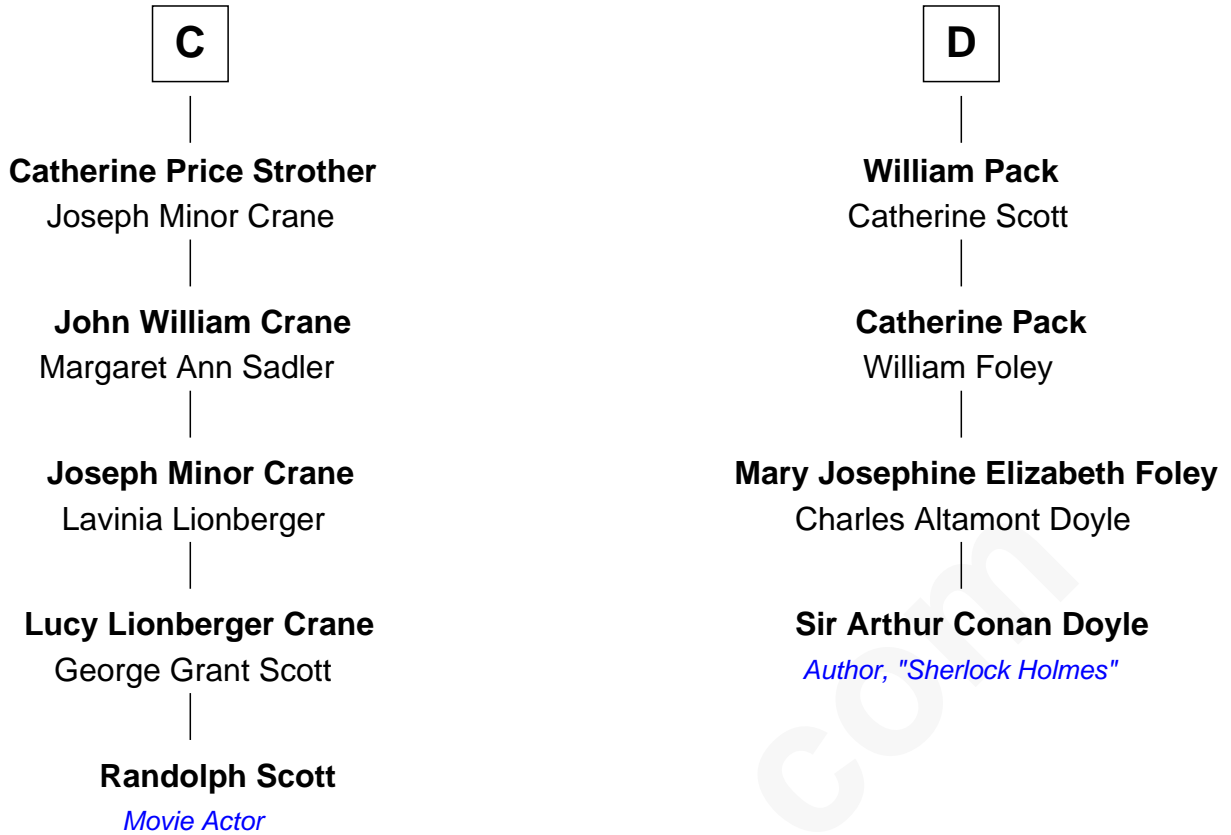 C
Catherine Price Strother
Joseph Minor Crane
John William Crane
Margaret Ann Sadler
Joseph Minor Crane
Lavinia Lionberger
Lucy Lionberger Crane
George Grant Scott
Randolph Scott
Movie Actor
D
William Pack
Catherine Scott
Catherine Pack
William Foley
Mary Josephine Elizabeth Foley
Charles Altamont Doyle
Sir Arthur Conan Doyle
Author, "Sherlock Holmes"
com